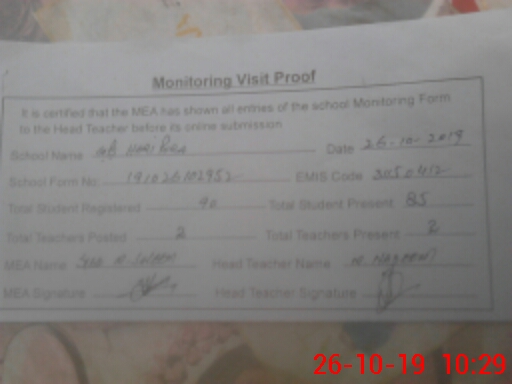 Monitoring Visit Proof
It is certified that the MEA has shown all entries of the school Monitoring Form
to the Head Teacher before its online submission.
School Name Date 26-10-2019
School Form No. 191026102952 EMIS Code
Total Student Registered 90 Total Student Present 85
Total Teachers Posted 2 Total Teachers Present 2
MEA Name Head Teacher Name
MEA Signature Head Teacher Signature
26-10-19 10:29